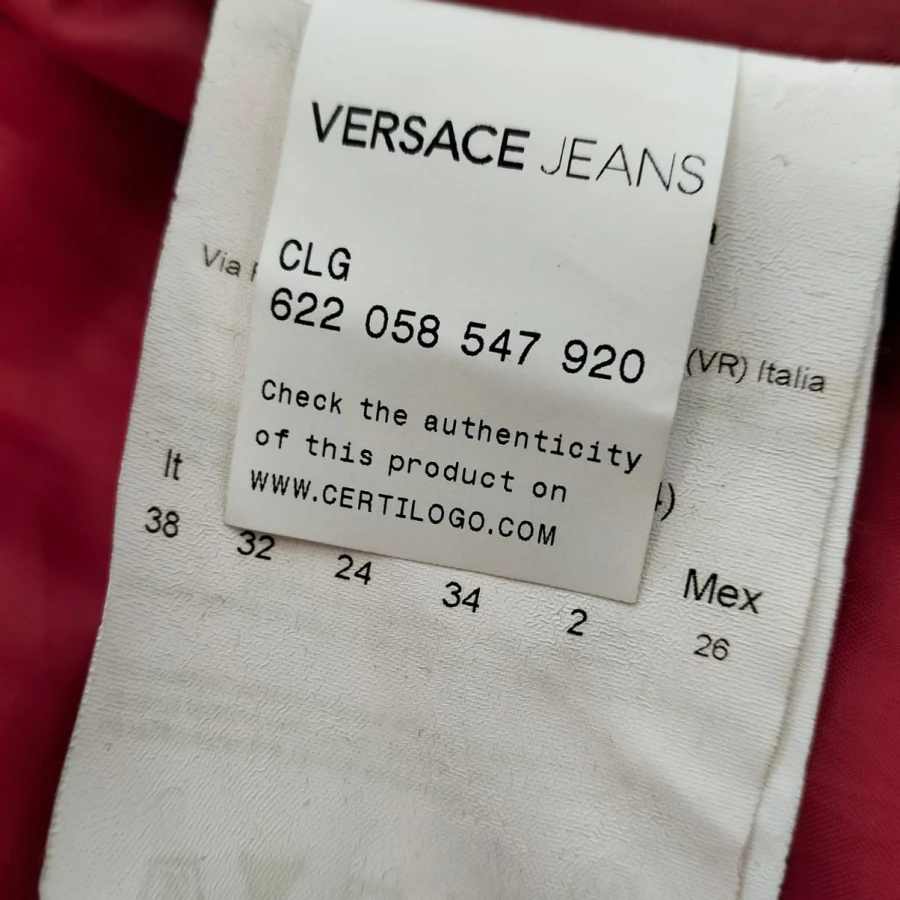 VERSACE JEANS
CLG
622 058 547 920
Check the authenticity
of this product on
WWW.CERTILOGO.COM
Via
(VR) Italia
It Mex
38 32 24 34 2 26